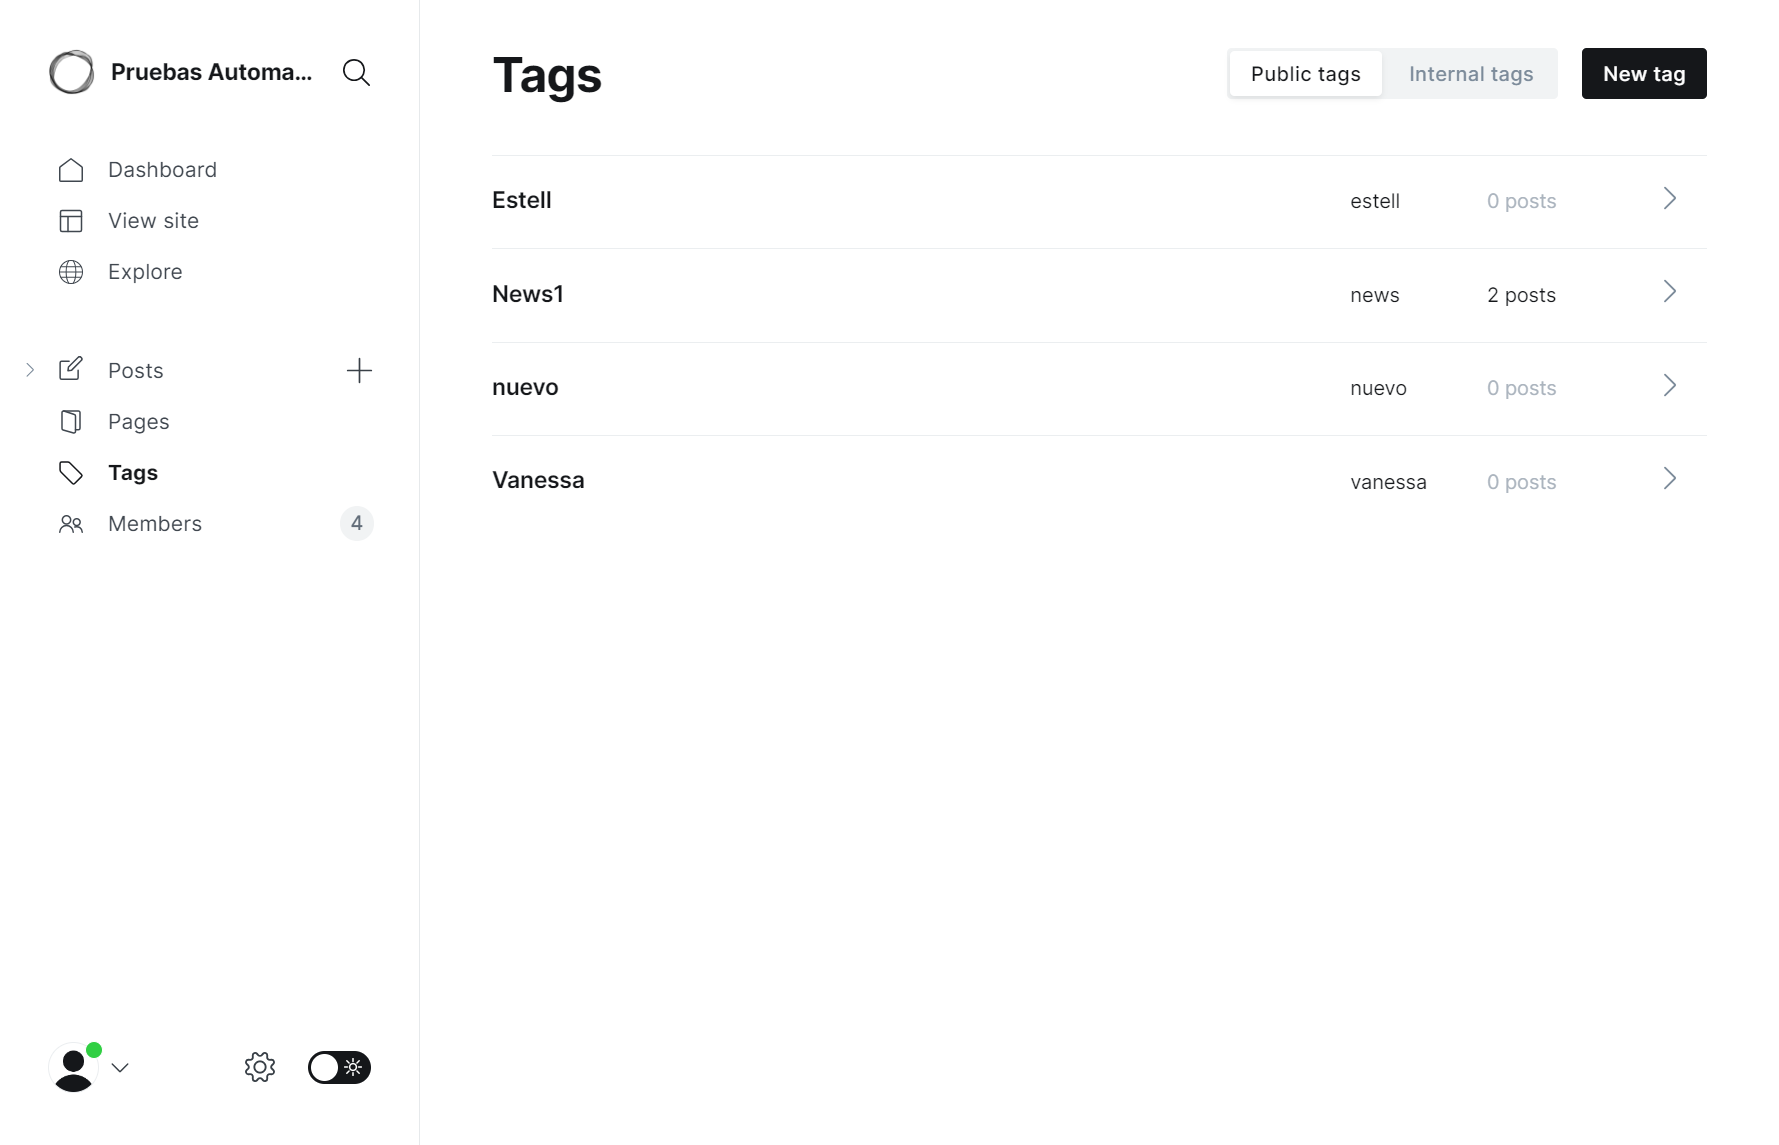 Pruebas Automa...
Dashboard
View site
Explore
Posts
Pages
Tags
Members 4
Tags
Public tags Internal tags New tag
Estell estell 0 posts
News1 news 2 posts
nuevo nuevo 0 posts
Vanessa vanessa 0 posts